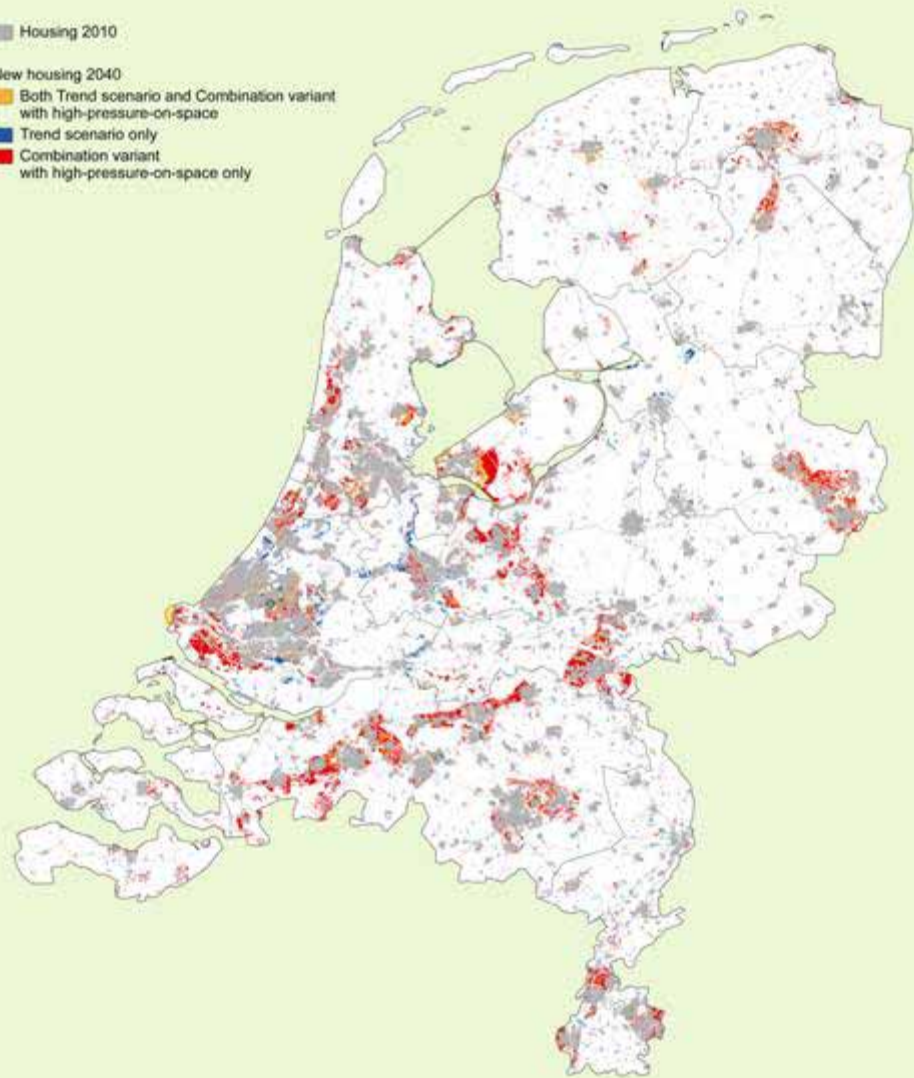 Housing 2010
New housing 2040
Both Trend scenario and Combination variant
with high-pressure-on-space
Trend scenario only
Combination variant
with high-pressure-on-space only